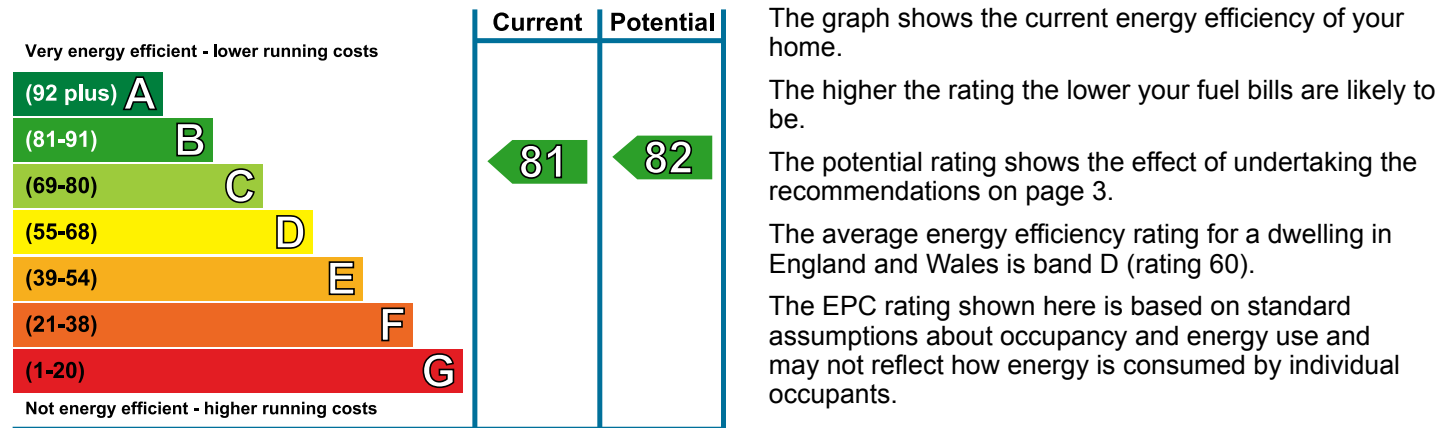 Current Potential
Very energy efficient - lower running costs
(92 plus) A
(81-91) B
(69-80) C
(55-68) D
(39-54) E
(21-38) F
(1-20) G
Not energy efficient - higher running costs
81 82
The graph shows the current energy efficiency of your
home.
The higher the rating the lower your fuel bills are likely to
be.
The potential rating shows the effect of undertaking the
recommendations on page 3.
The average energy efficiency rating for a dwelling in
England and Wales is band D (rating 60).
The EPC rating shown here is based on standard
assumptions about occupancy and energy use and
may not reflect how energy is consumed by individual
occupants.